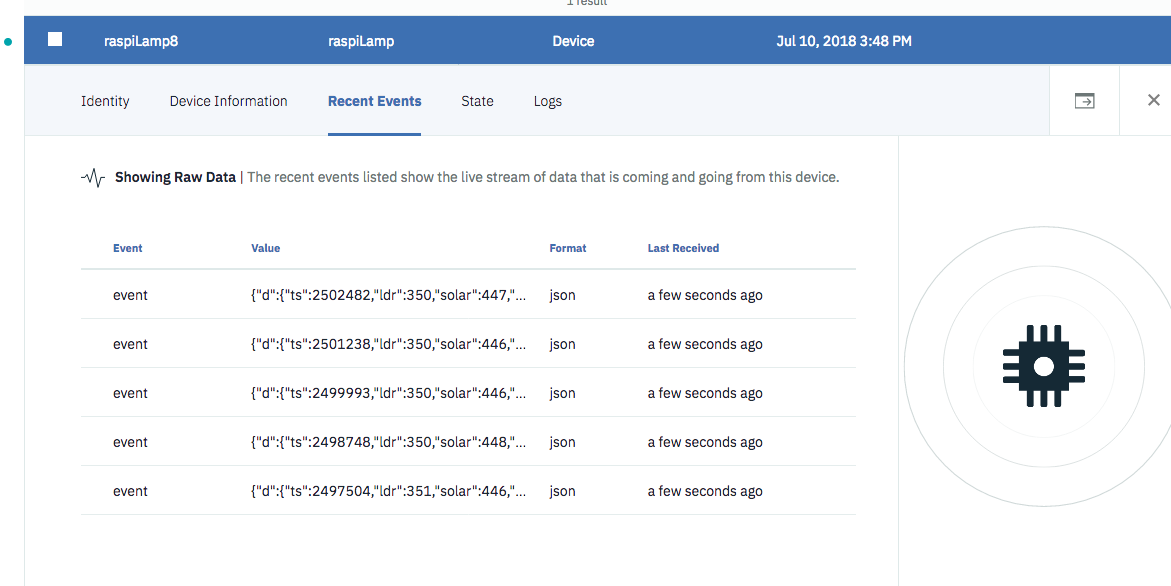 1 result
raspiLamp8 raspiLamp Device Jul 10, 2018 3:48 PM
Identity Device Information Recent Events State Logs
Showing Raw Data | The recent events listed show the live stream of data that is coming and going from this device.
Event Value Format Last Received
event {"d":{"ts":2502482,"ldr":350,"solar":447,"... json a few seconds ago
event {"d":{"ts":2501238,"ldr":350,"solar":446,"... json a few seconds ago
event {"d":{"ts":2499993,"ldr":350,"solar":446,"... json a few seconds ago
event {"d":{"ts":2498748,"ldr":350,"solar":448,"... json a few seconds ago
event {"d":{"ts":2497504,"ldr":351,"solar":446,"... json a few seconds ago